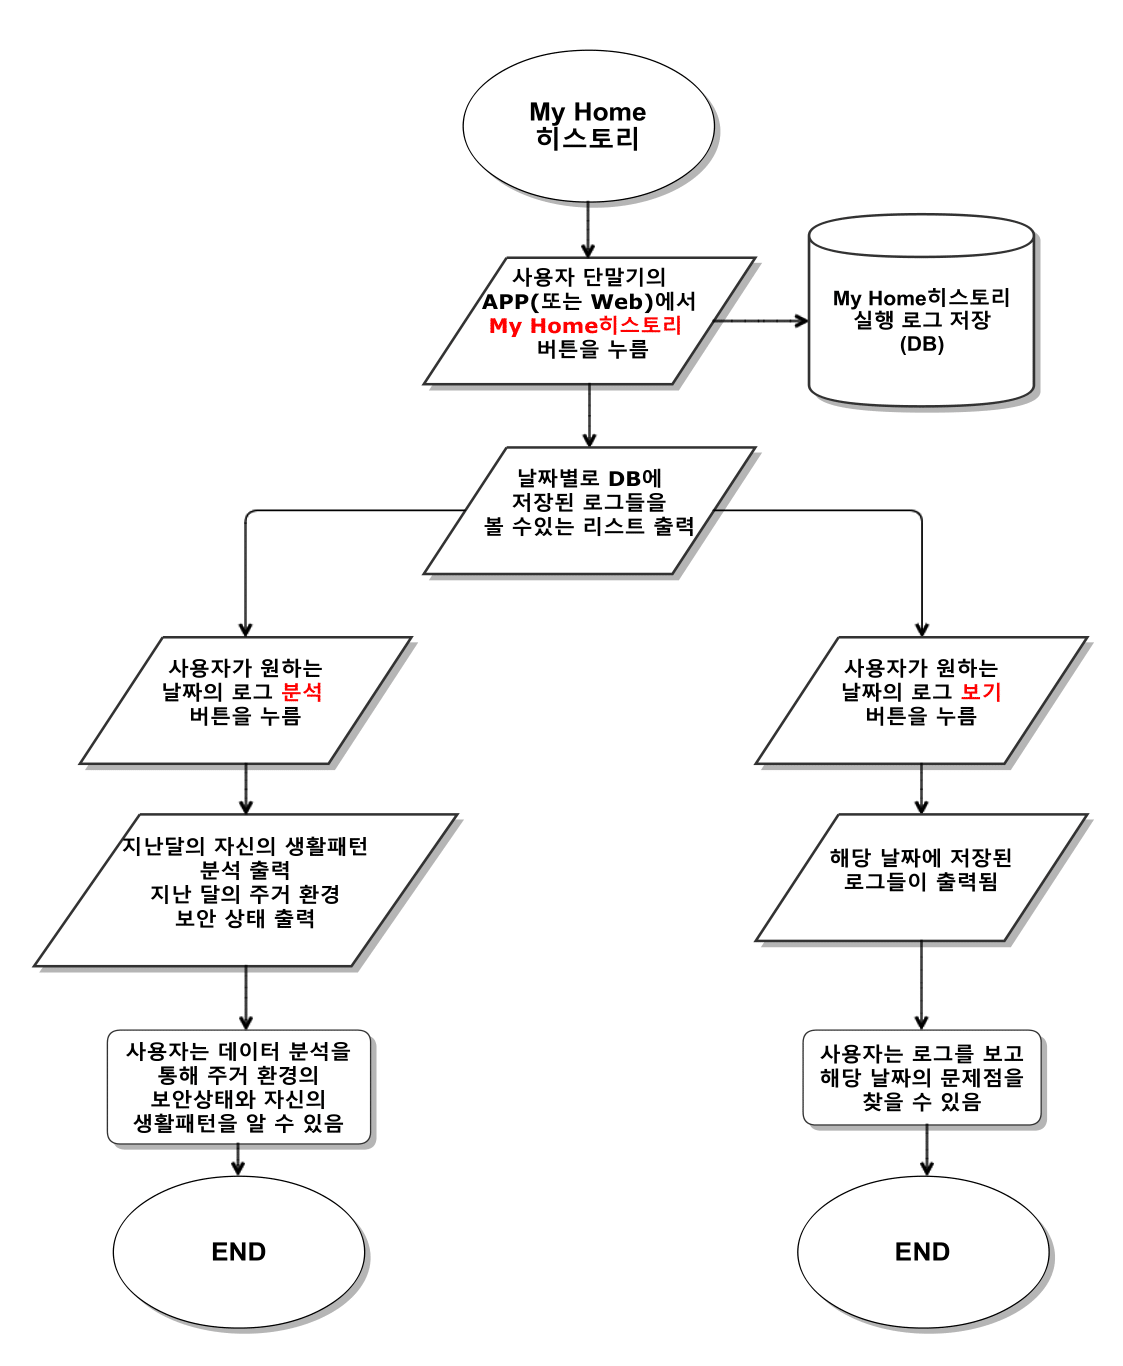 My Home
히스토리
사용자 단말기의
APP(또는 Web)에서
My Home히스토리
버튼을 누름
My Home히스토리
실행 로그 저장
(DB)
날짜별로 DB에
저장된 로그들을
볼 수있는 리스트 출력
사용자가 원하는
날짜의 로그 분석
버튼을 누름
사용자가 원하는
날짜의 로그 보기
버튼을 누름
지난달의 자신의 생활패턴
분석 출력
지난 달의 주거 환경
보안 상태 출력
해당 날짜에 저장된
로그들이 출력됨
사용자는 데이터 분석을
통해 주거 환경의
보안상태와 자신의
생활패턴을 알 수 있음
사용자는 로그를 보고
해당 날짜의 문제점을
찾을 수 있음
END
END